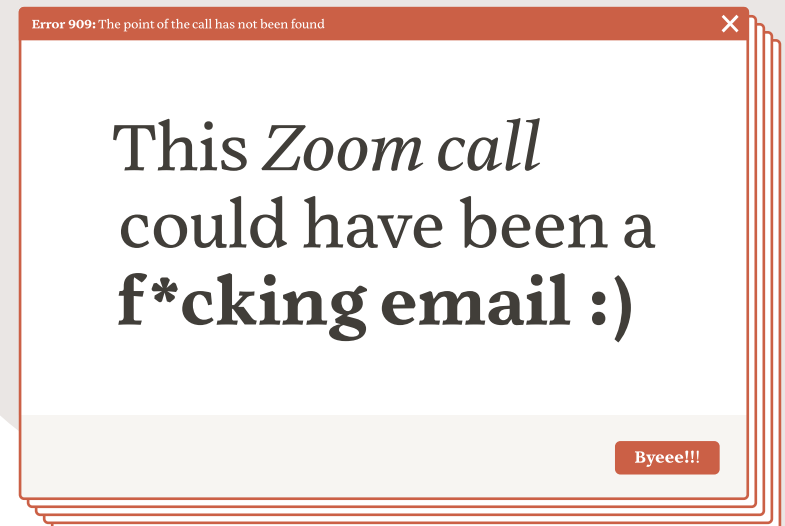 Error 909: The point of the call has not been found
This Zoom call
could have been a
f*cking email :)
Byeee!!!